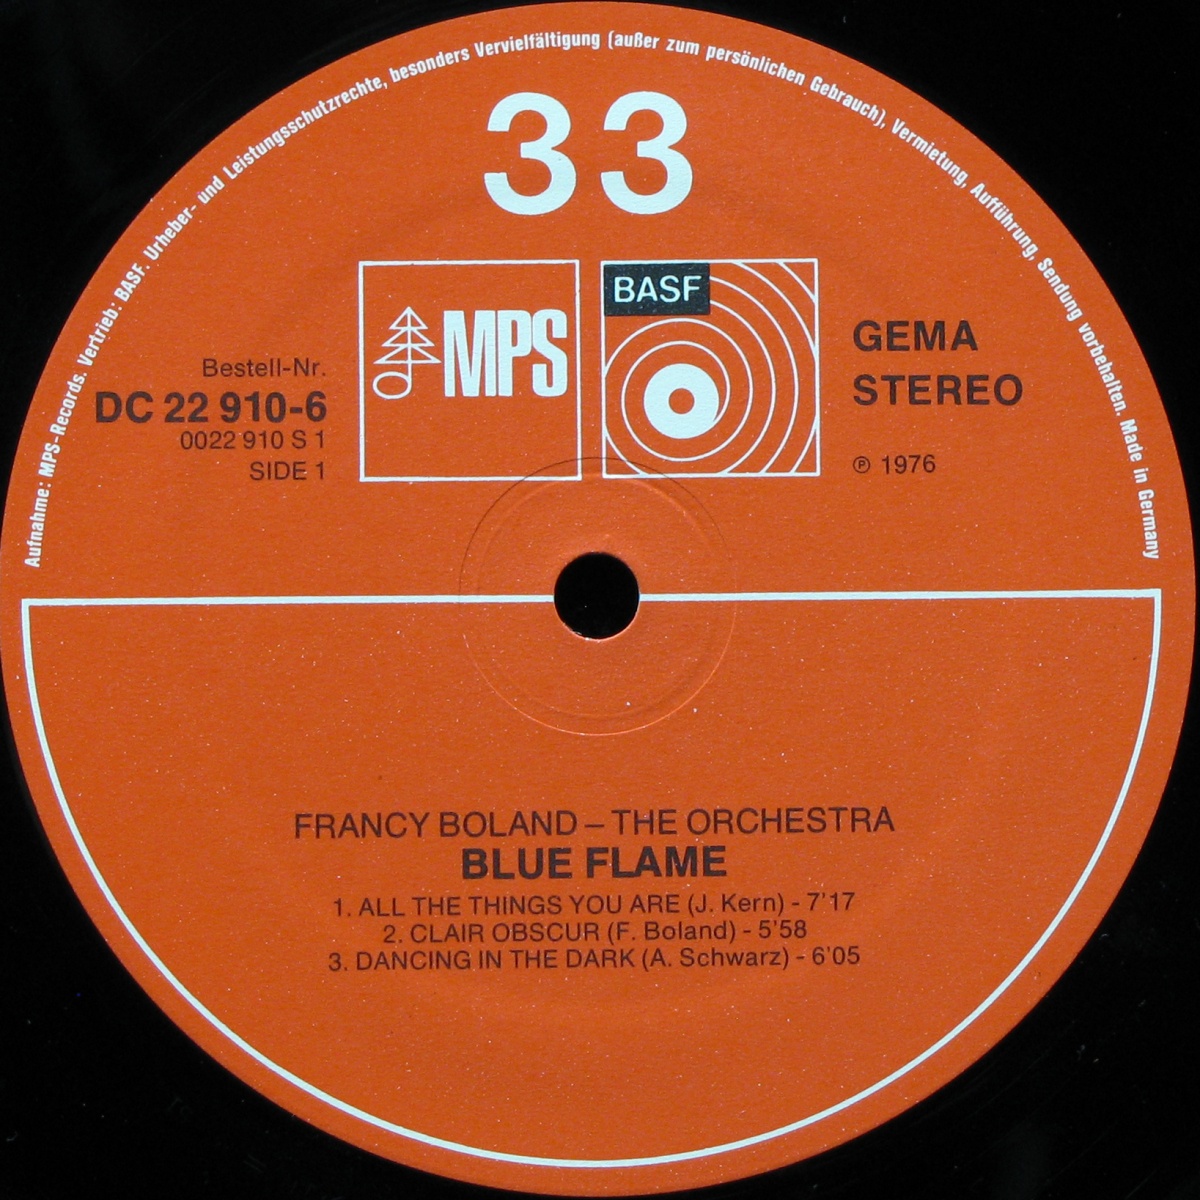 Aufnahme: MPS-Records. Vertrieb: BASF. Urheber- und Leistungsschutzrechte, besonders Vervielfältigung (außer zum persönlichen Gebrauch), Vermietung, Aufführung, Sendung vorbehalten. Made in Germany
33
MPS
BASF
GEMA
STEREO
℗ 1976
Bestell-Nr.
DC 22 910-6
0022 910 S 1
SIDE 1
FRANCY BOLAND – THE ORCHESTRA
BLUE FLAME
1. ALL THE THINGS YOU ARE (J. Kern) - 7'17
2. CLAIR OBSCUR (F. Boland) - 5'58
3. DANCING IN THE DARK (A. Schwarz) - 6'05